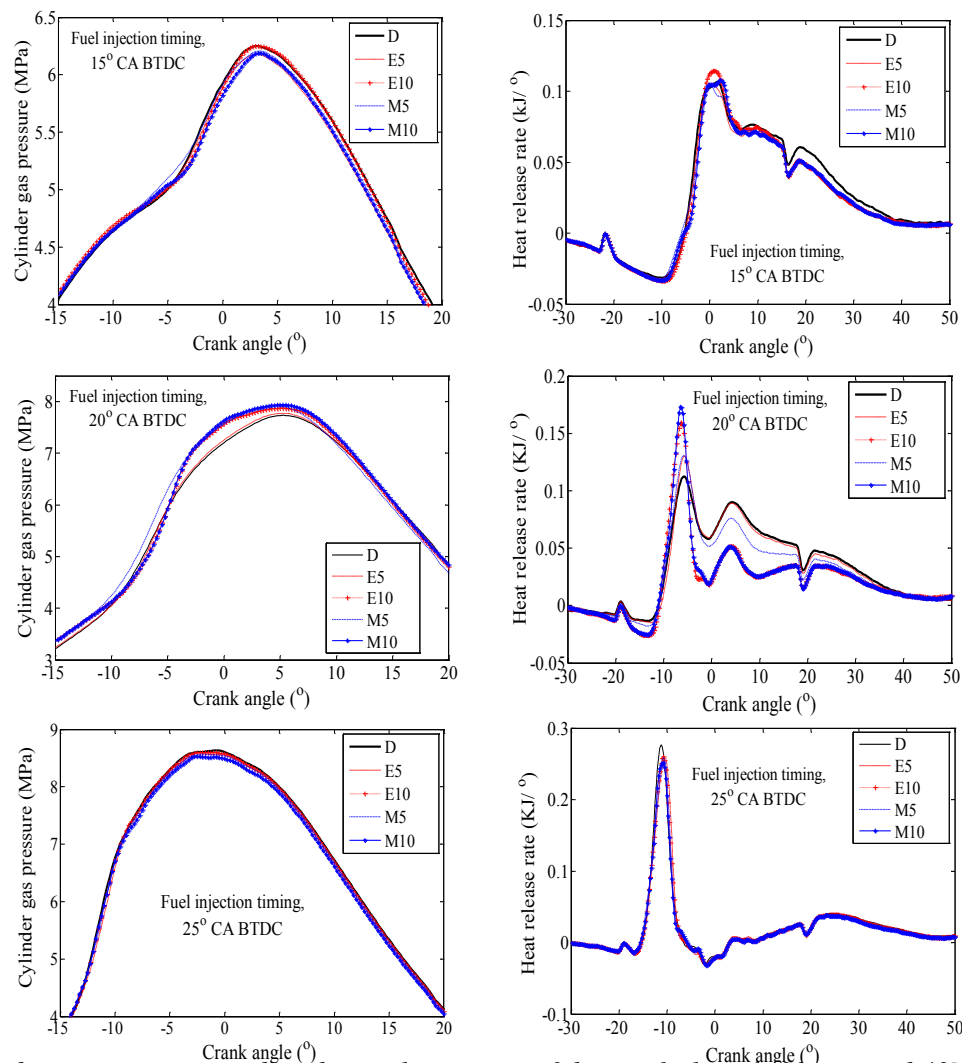 6.5
6
5.5
5
4.5
4
-15
-10
-5
0
5
10
15
20
Cylinder gas pressure (MPa)
Crank angle (º)
Fuel injection timing,
15º CA BTDC
D
E5
E10
M5
M10
0.15
0.1
0.05
0
-0.05
-30
-20
-10
0
10
20
30
40
50
Heat release rate (kJ/ º)
Crank angle (º)
D
E5
E10
M5
M10
Fuel injection timing,
15º CA BTDC
8
7
6
5
4
3
-15
-10
-5
0
5
10
15
20
Cylinder gas pressure (MPa)
Crank angle (º)
Fuel injection timing,
20º CA BTDC
D
E5
E10
M5
M10
0.2
0.15
0.1
0.05
0
-0.05
-30
-20
-10
0
10
20
30
40
50
Heat release rate (KJ/ º)
Crank angle (º)
Fuel injection timing,
20º CA BTDC
D
E5
E10
M5
M10
9
8
7
6
5
4
-15
-10
-5
0
5
10
15
20
Cylinder gas pressure (MPa)
Crank angle (º)
D
E5
E10
M5
M10
Fuel injection timing,
25º CA BTDC
0.3
0.2
0.1
0
-0.1
-30
-20
-10
0
10
20
30
40
50
Heat release rate (KJ/ º)
Crank angle (º)
Fuel injection timing,
25º CA BTDC
D
E5
E10
M5
M10